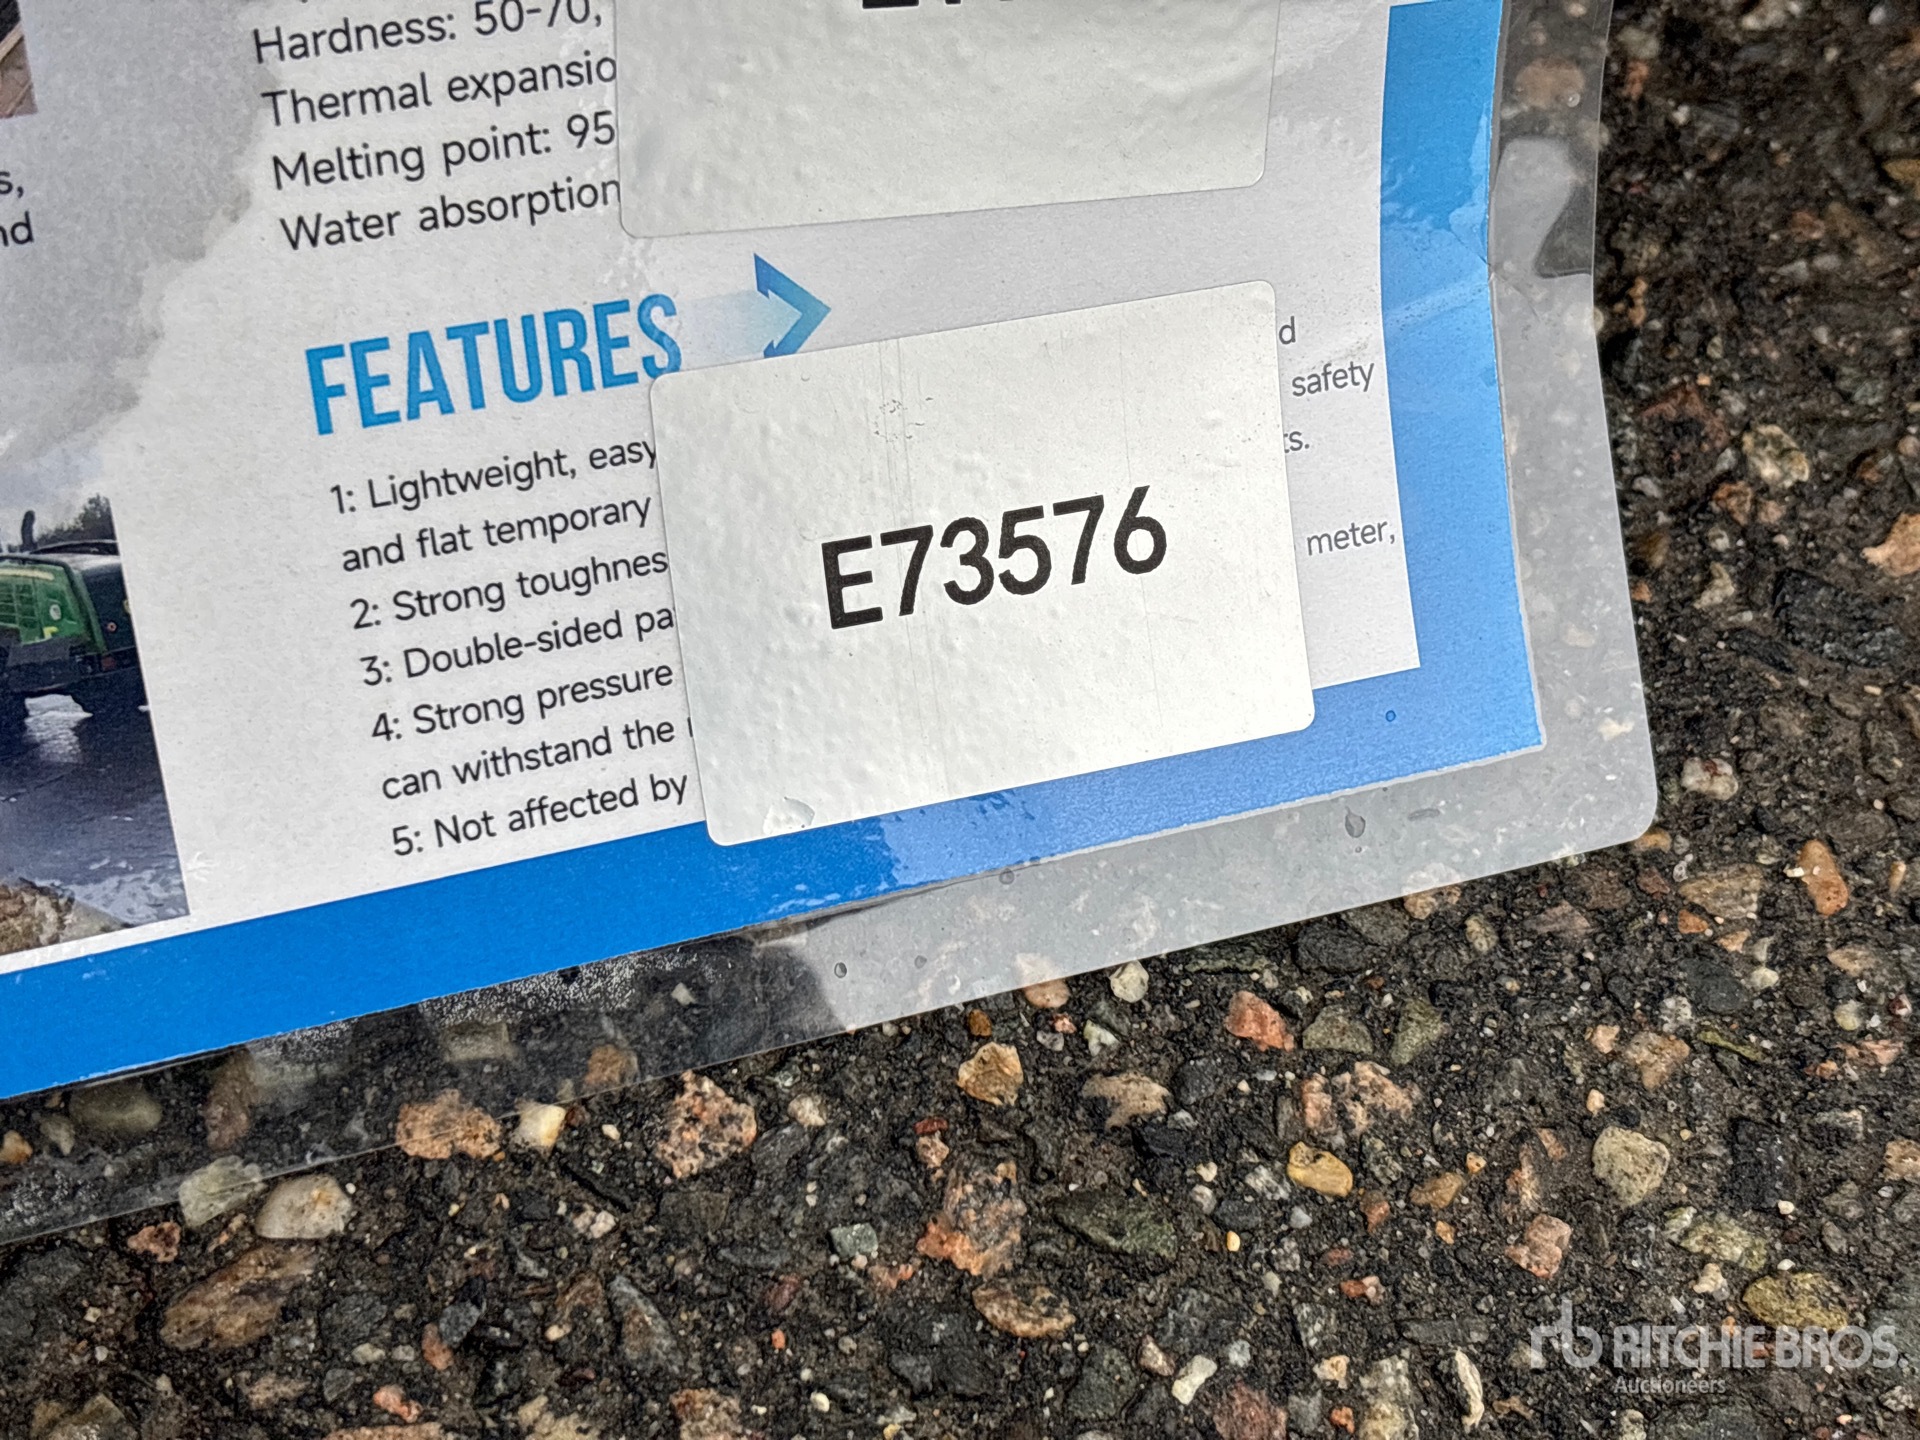 s,
nd
Hardness: 50-70,
Thermal expansio
Melting point: 95
Water absorption
FEATURES
1: Lightweight, easy
and flat temporary
2: Strong toughnes
3: Double-sided pa
4: Strong pressure
can withstand the
5: Not affected by
d
safety
ts.
meter,
E73576
rb RITCHIE BROS.
Auctioneers